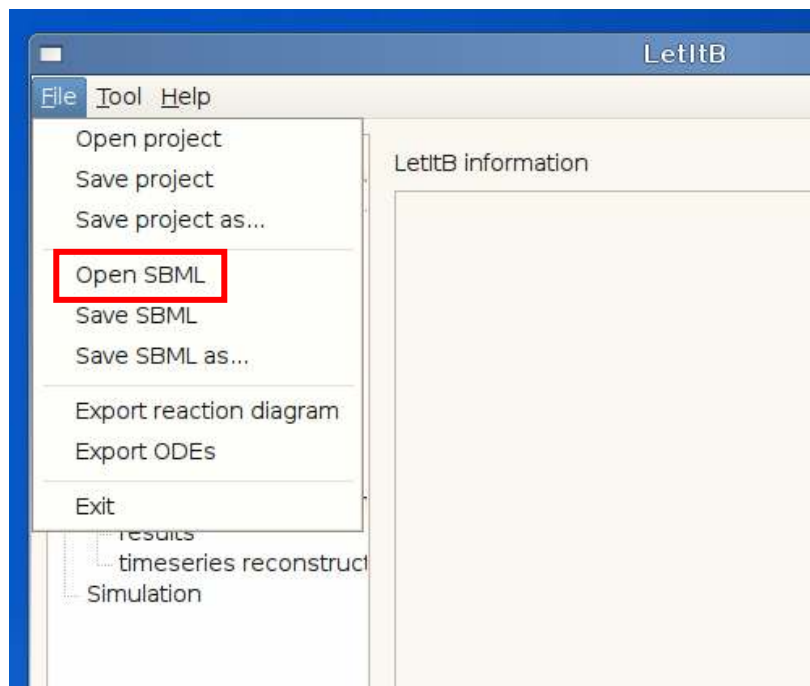 LetItB
File Tool Help
Open project
LetItB information
Save project
Save project as...
Open SBML
Save SBML
Save SBML as...
Export reaction diagram
Export ODEs
Exit
results
timeseries reconstruct
Simulation